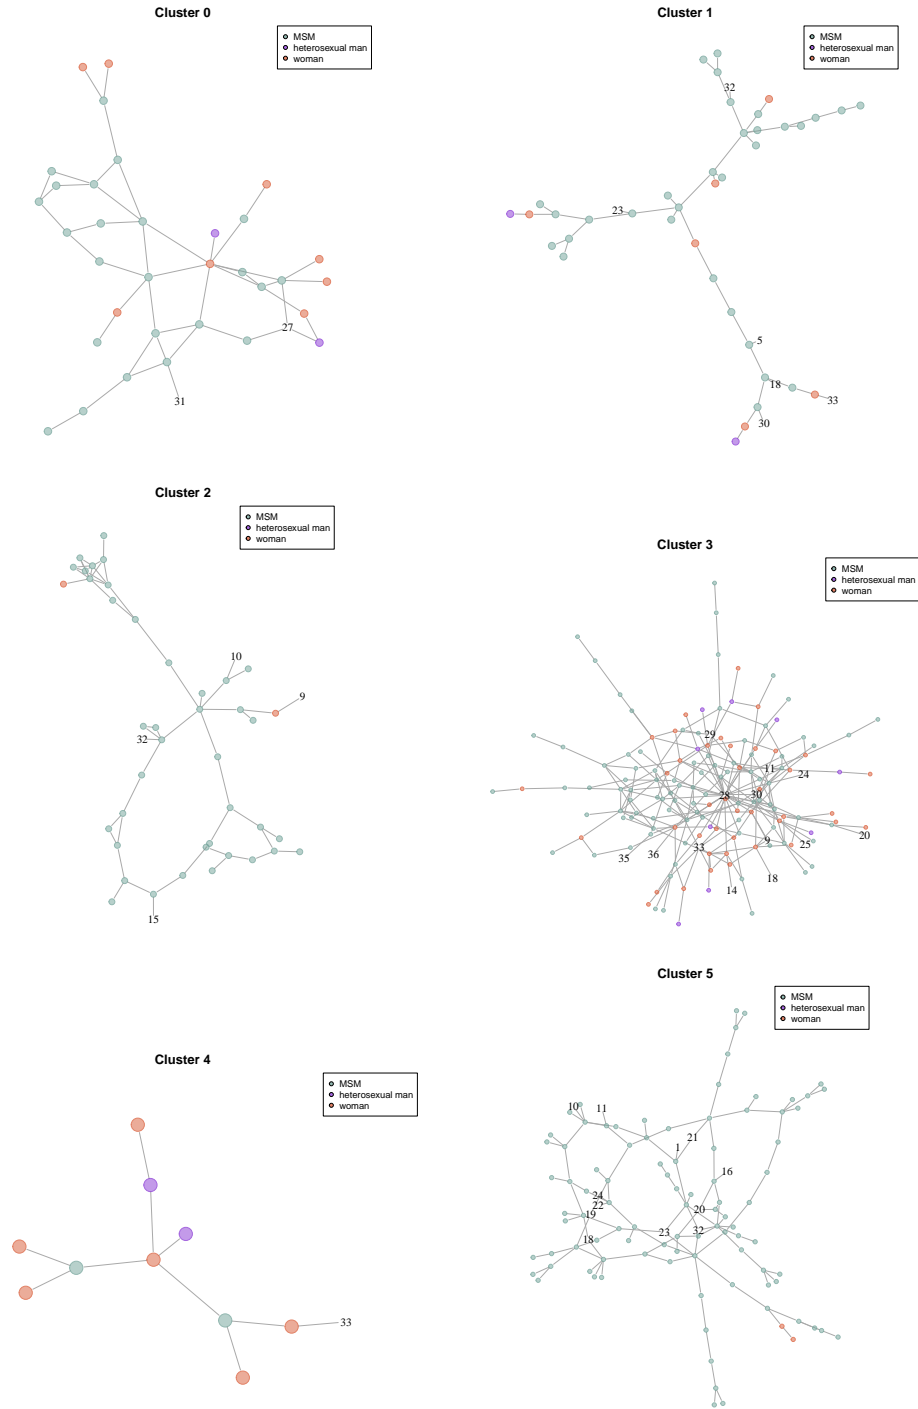 Cluster 0
MSM
heterosexual man
woman
27
31
Cluster 1
MSM
heterosexual man
woman
32
23
5
18
33
30
Cluster 2
MSM
heterosexual man
woman
10
9
32
15
Cluster 3
MSM
heterosexual man
woman
29
11
24
28
30
20
9
25
33
35
36
18
14
Cluster 4
MSM
heterosexual man
woman
33
Cluster 5
MSM
heterosexual man
woman
10
11
21
1
16
24
22
20
19
23
32
18